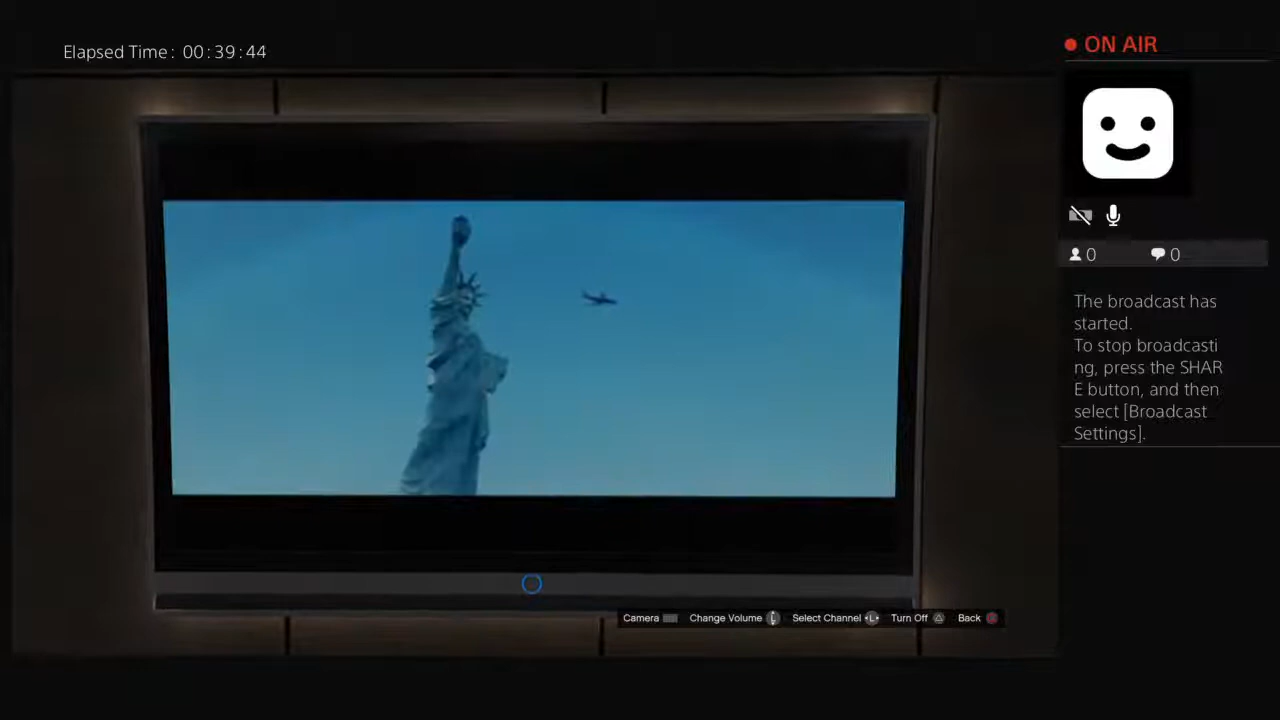 Elapsed Time: 00:39:44
ON AIR
0
0
The broadcast has
started.
To stop broadcasti
ng, press the SHAR
E button, and then
select [Broadcast
Settings].
Camera Change Volume L Select Channel L Turn Off Back